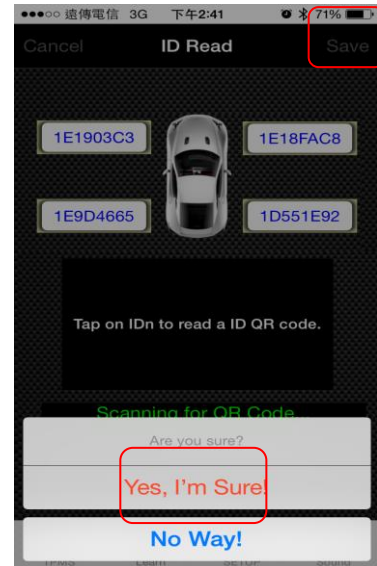 遠傳電信 3G 下午2:41 71%
Cancel ID Read Save
1E1903C3 1E18FAC8
1E9D4665 1D551E92
Tap on IDn to read a ID QR code.
Scanning for QR Code...
Are you sure?
Yes, I'm Sure!
No Way!
TPMS Learn SETUP Sound